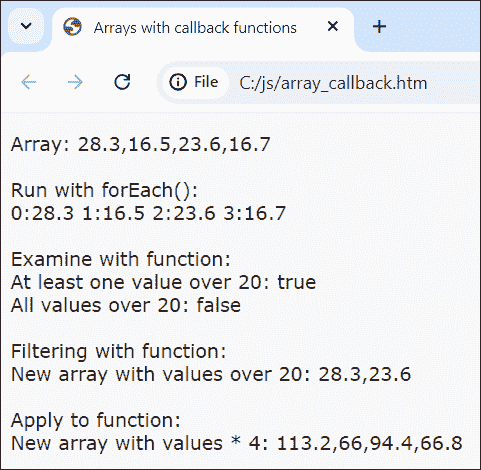 Arrays with callback functions
File C:/js/array_callback.htm
Array: 28.3,16.5,23.6,16.7
Run with forEach():
0:28.3 1:16.5 2:23.6 3:16.7
Examine with function:
At least one value over 20: true
All values over 20: false
Filtering with function:
New array with values over 20: 28.3,23.6
Apply to function:
New array with values * 4: 113.2,66,94.4,66.8